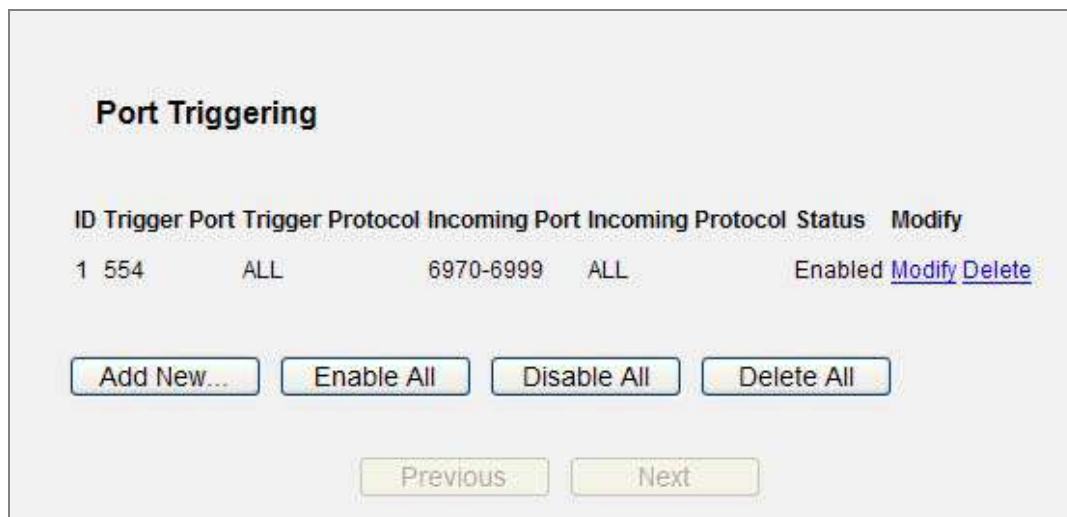 Port Triggering
ID Trigger Port Trigger Protocol Incoming Port Incoming Protocol Status Modify
1 554 ALL 6970-6999 ALL Enabled Modify Delete
Add New... Enable All Disable All Delete All
Previous Next